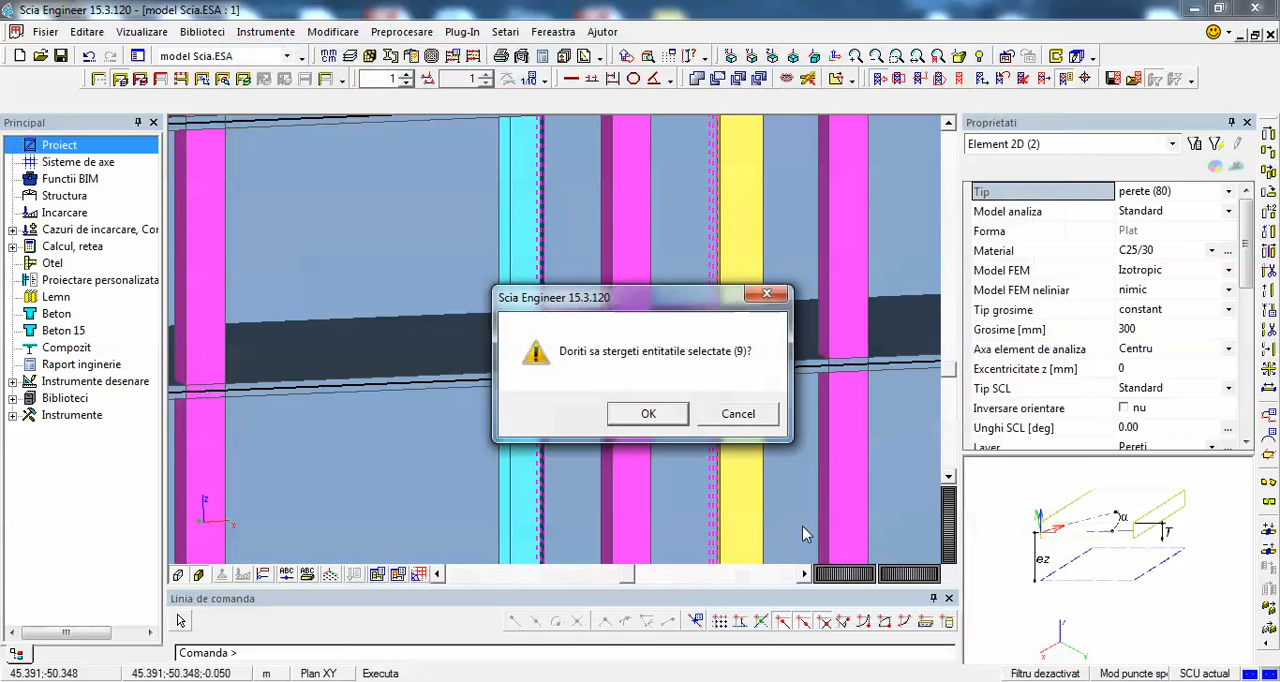 Scia Engineer 15.3.120 - [model Scia.ESA : 1]
Fisier Editare Vizualizare Biblioteci Instrumente Modificare Preprocesare Plug-In Setari Fereastra Ajutor
model Scia.ESA
1 1
Principal
Proiect
Sisteme de axe
Functii BIM
Structura
Incarcare
Cazuri de incarcare, Cor
Calcul, retea
Otel
Proiectare personalizata
Lemn
Beton
Beton 15
Compozit
Raport inginerie
Instrumente desenare
Biblioteci
Instrumente
z
x
Scia Engineer 15.3.120
Doriti sa stergeti entitatile selectate (9)?
OK Cancel
Proprietati
Element 2D (2)
Tip perete (80)
Model analiza Standard
Forma Plat
Material C25/30
Model FEM Izotropic
Model FEM neliniar nimic
Tip grosime constant
Grosime [mm] 300
Axa element de analiza Centru
Excentricitate z [mm] 0
Tip SCL Standard
Inversare orientare nu
Unghi SCL [deg] 0.00
Layer Pereti
α
T
ez
x y
Linia de comanda
Comanda >
45.391;-50.348 45.391;-50.348;-0.050 m Plan XY Executa Filtru dezactivat Mod puncte spe SCU actual